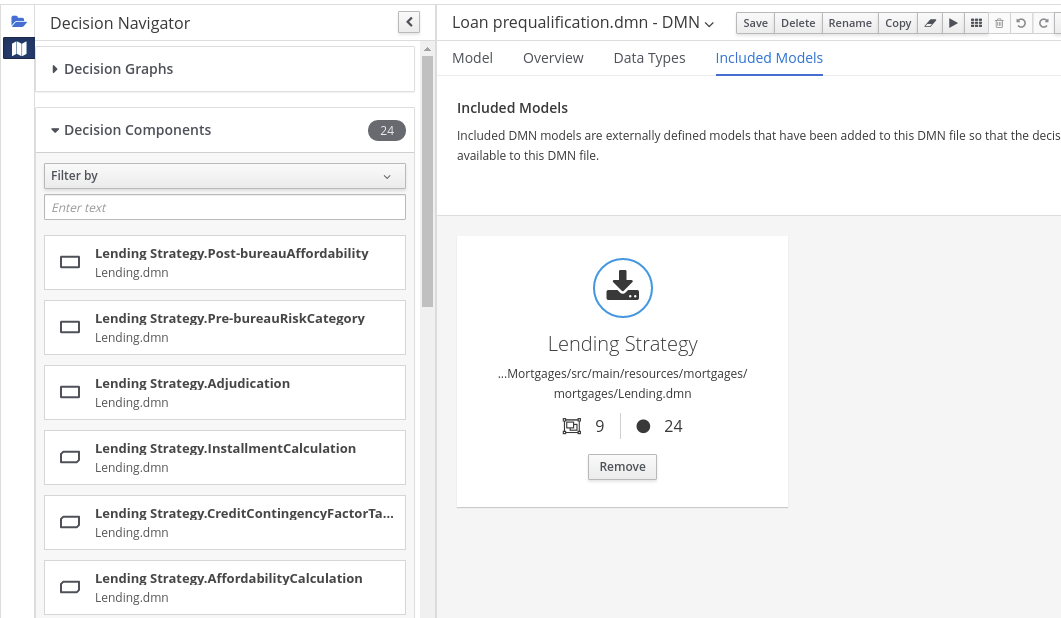 Decision Navigator
Decision Graphs
Decision Components 24
Filter by
Enter text
Lending Strategy.Post-bureauAffordability
Lending.dmn
Lending Strategy.Pre-bureauRiskCategory
Lending.dmn
Lending Strategy.Adjudication
Lending.dmn
Lending Strategy.InstallmentCalculation
Lending.dmn
Lending Strategy.CreditContingencyFactorTa...
Lending.dmn
Lending Strategy.AffordabilityCalculation
Lending.dmn
Loan prequalification.dmn - DMN
Save Delete Rename Copy
Model Overview Data Types Included Models
Included Models
Included DMN models are externally defined models that have been added to this DMN file so that the decis
available to this DMN file.
Lending Strategy
...Mortgages/src/main/resources/mortgages/
mortgages/Lending.dmn
9 24
Remove